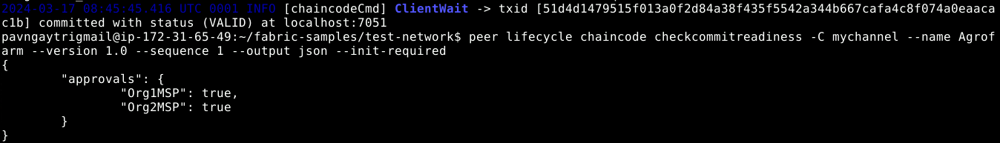 2024-03-17 08:45:45.416 UTC 0001 INFO [chaincodeCmd] ClientWait -> txid [51d4d1479515f013a0f2d84a38f435f5542a344b667cafa4c8f074a0eaaca
c1b] committed with status (VALID) at localhost:7051
pavngaytrigmail@ip-172-31-65-49:~/fabric-samples/test-network$ peer lifecycle chaincode checkcommitreadiness -C mychannel --name Agrof
arm --version 1.0 --sequence 1 --output json --init-required
{
        "approvals": {
                "Org1MSP": true,
                "Org2MSP": true
        }
}